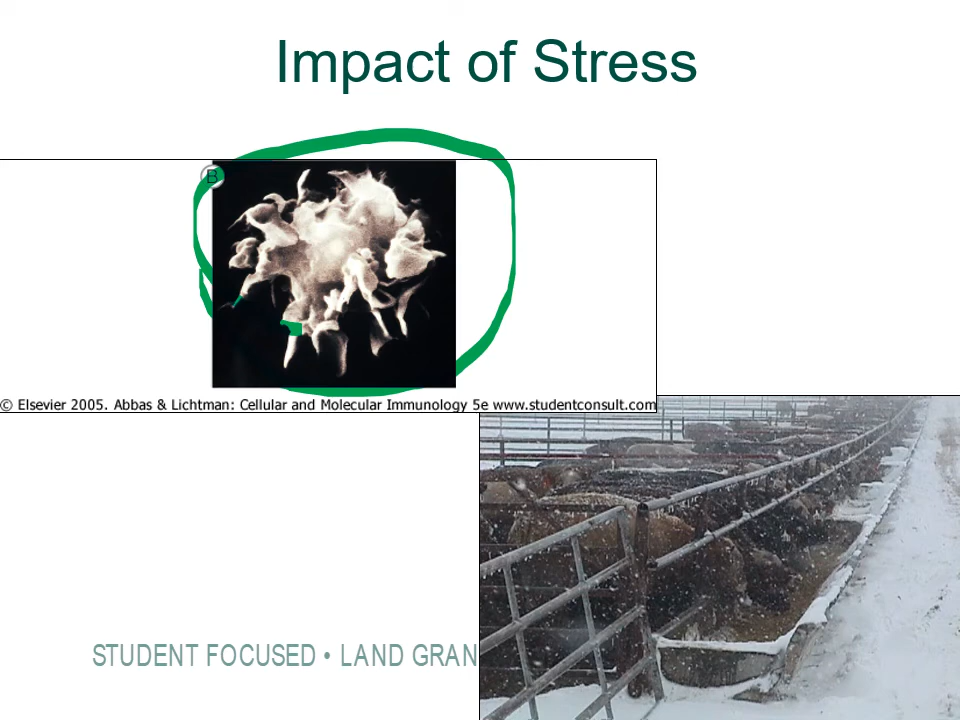 Impact of Stress
B
© Elsevier 2005. Abbas & Lichtman: Cellular and Molecular Immunology 5e www.studentconsult.com
STUDENT FOCUSED • LAND GRAN